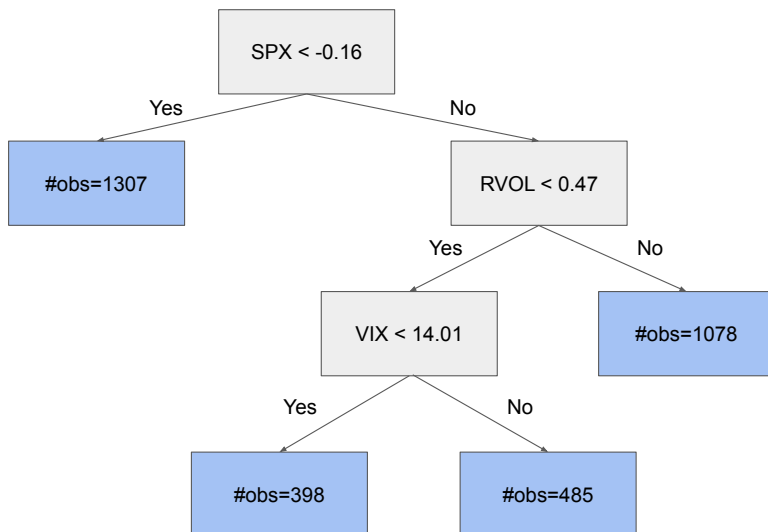 SPX < -0.16
Yes
No
#obs=1307
RVOL < 0.47
Yes
No
VIX < 14.01
#obs=1078
Yes
No
#obs=398
#obs=485